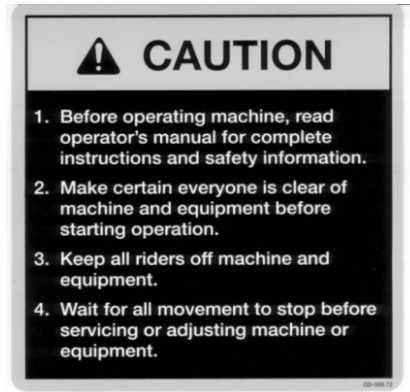 CAUTION
1. Before operating machine, read
operator's manual for complete
instructions and safety information.
2. Make certain everyone is clear of
machine and equipment before
starting operation.
3. Keep all riders off machine and
equipment.
4. Wait for all movement to stop before
servicing or adjusting machine or
equipment.